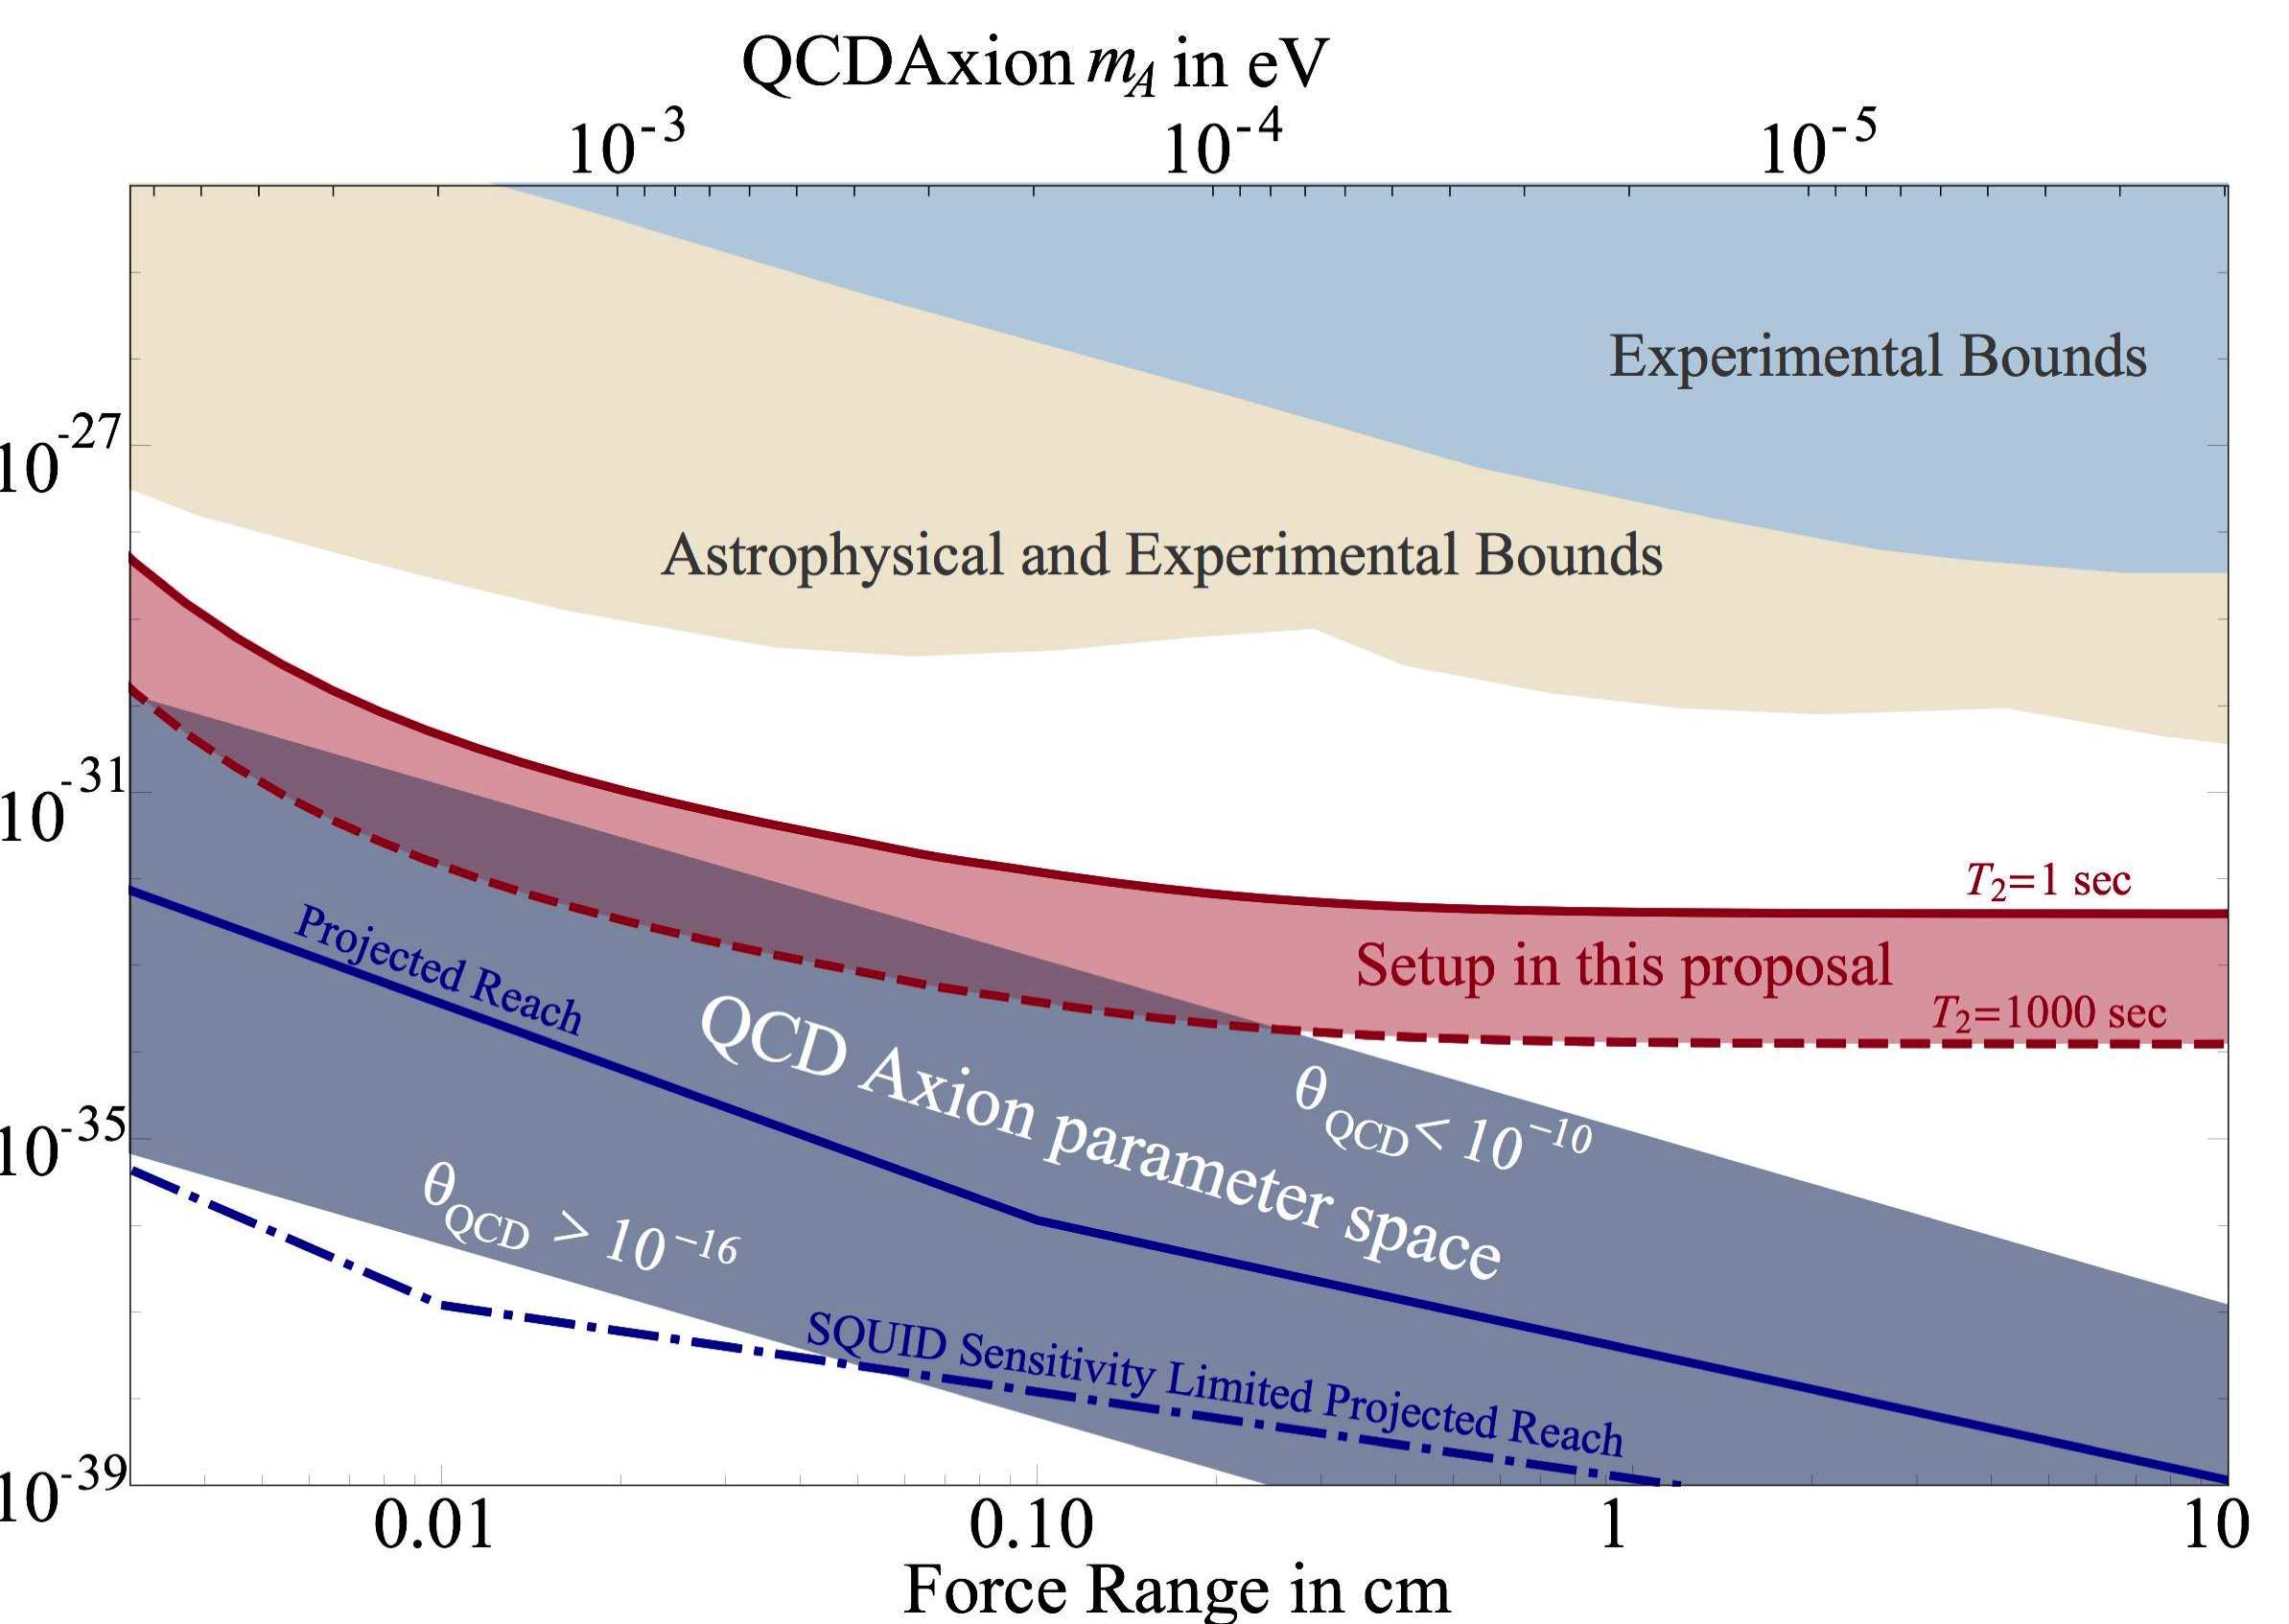 QCDAxion m_A in eV
10^-3 10^-4 10^-5
Experimental Bounds
10^-27
Astrophysical and Experimental Bounds
10^-31
T_2=1 sec
Setup in this proposal
T_2=1000 sec
Projected Reach
QCD Axion parameter space
θ_QCD < 10^-10
10^-35
θ_QCD > 10^-16
SQUID Sensitivity Limited Projected Reach
10^-39
0.01 0.10 1 10
Force Range in cm